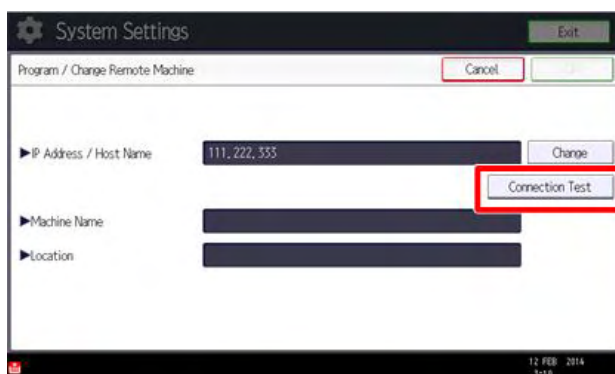 System Settings
Exit
Program / Change Remote Machine
Cancel
►IP Address / Host Name
111.222.333
Change
Connection Test
►Machine Name
►Location
12 FEB 2014